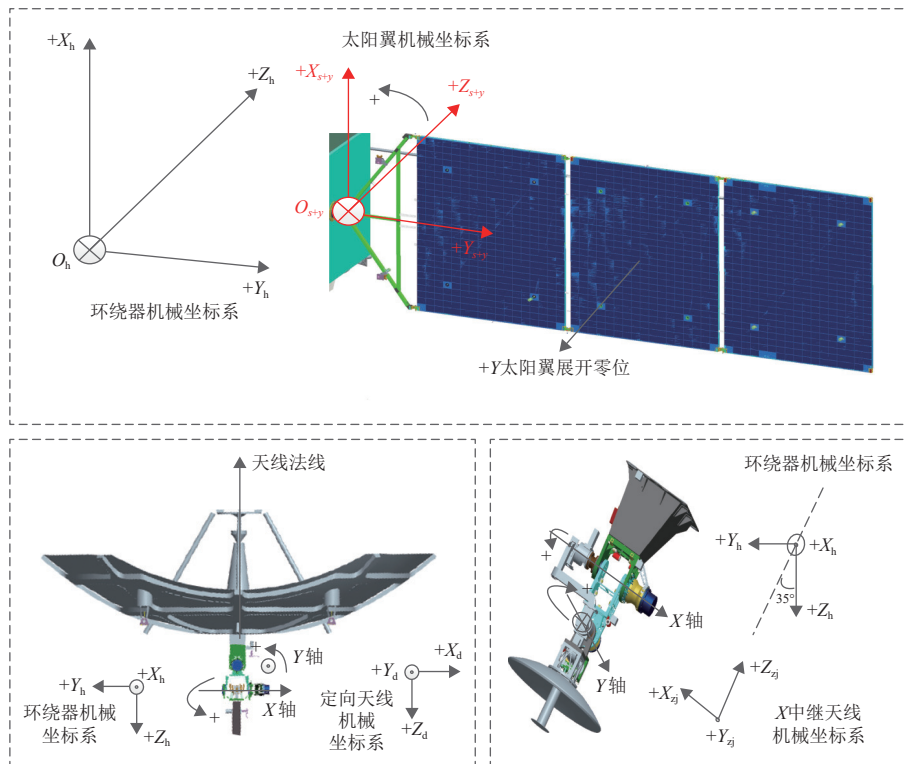 +Xh
太阳翼机械坐标系
+Zh
+Xs+y
+
+Zs+y
Os+y
+Ys+y
Oh
+Yh
环绕器机械坐标系
+Y太阳翼展开零位
天线法线
+
Y轴
+Xh
+Yh
+Zh
环绕器机械
坐标系
+
X轴
+Yd
+Xd
+Zd
定向天线
机械
坐标系
环绕器机械坐标系
+Yh
+Xh
35°
+Zh
+
+
X轴
Y轴
+Zzj
+Xzj
+Yzj
X中继天线
机械坐标系